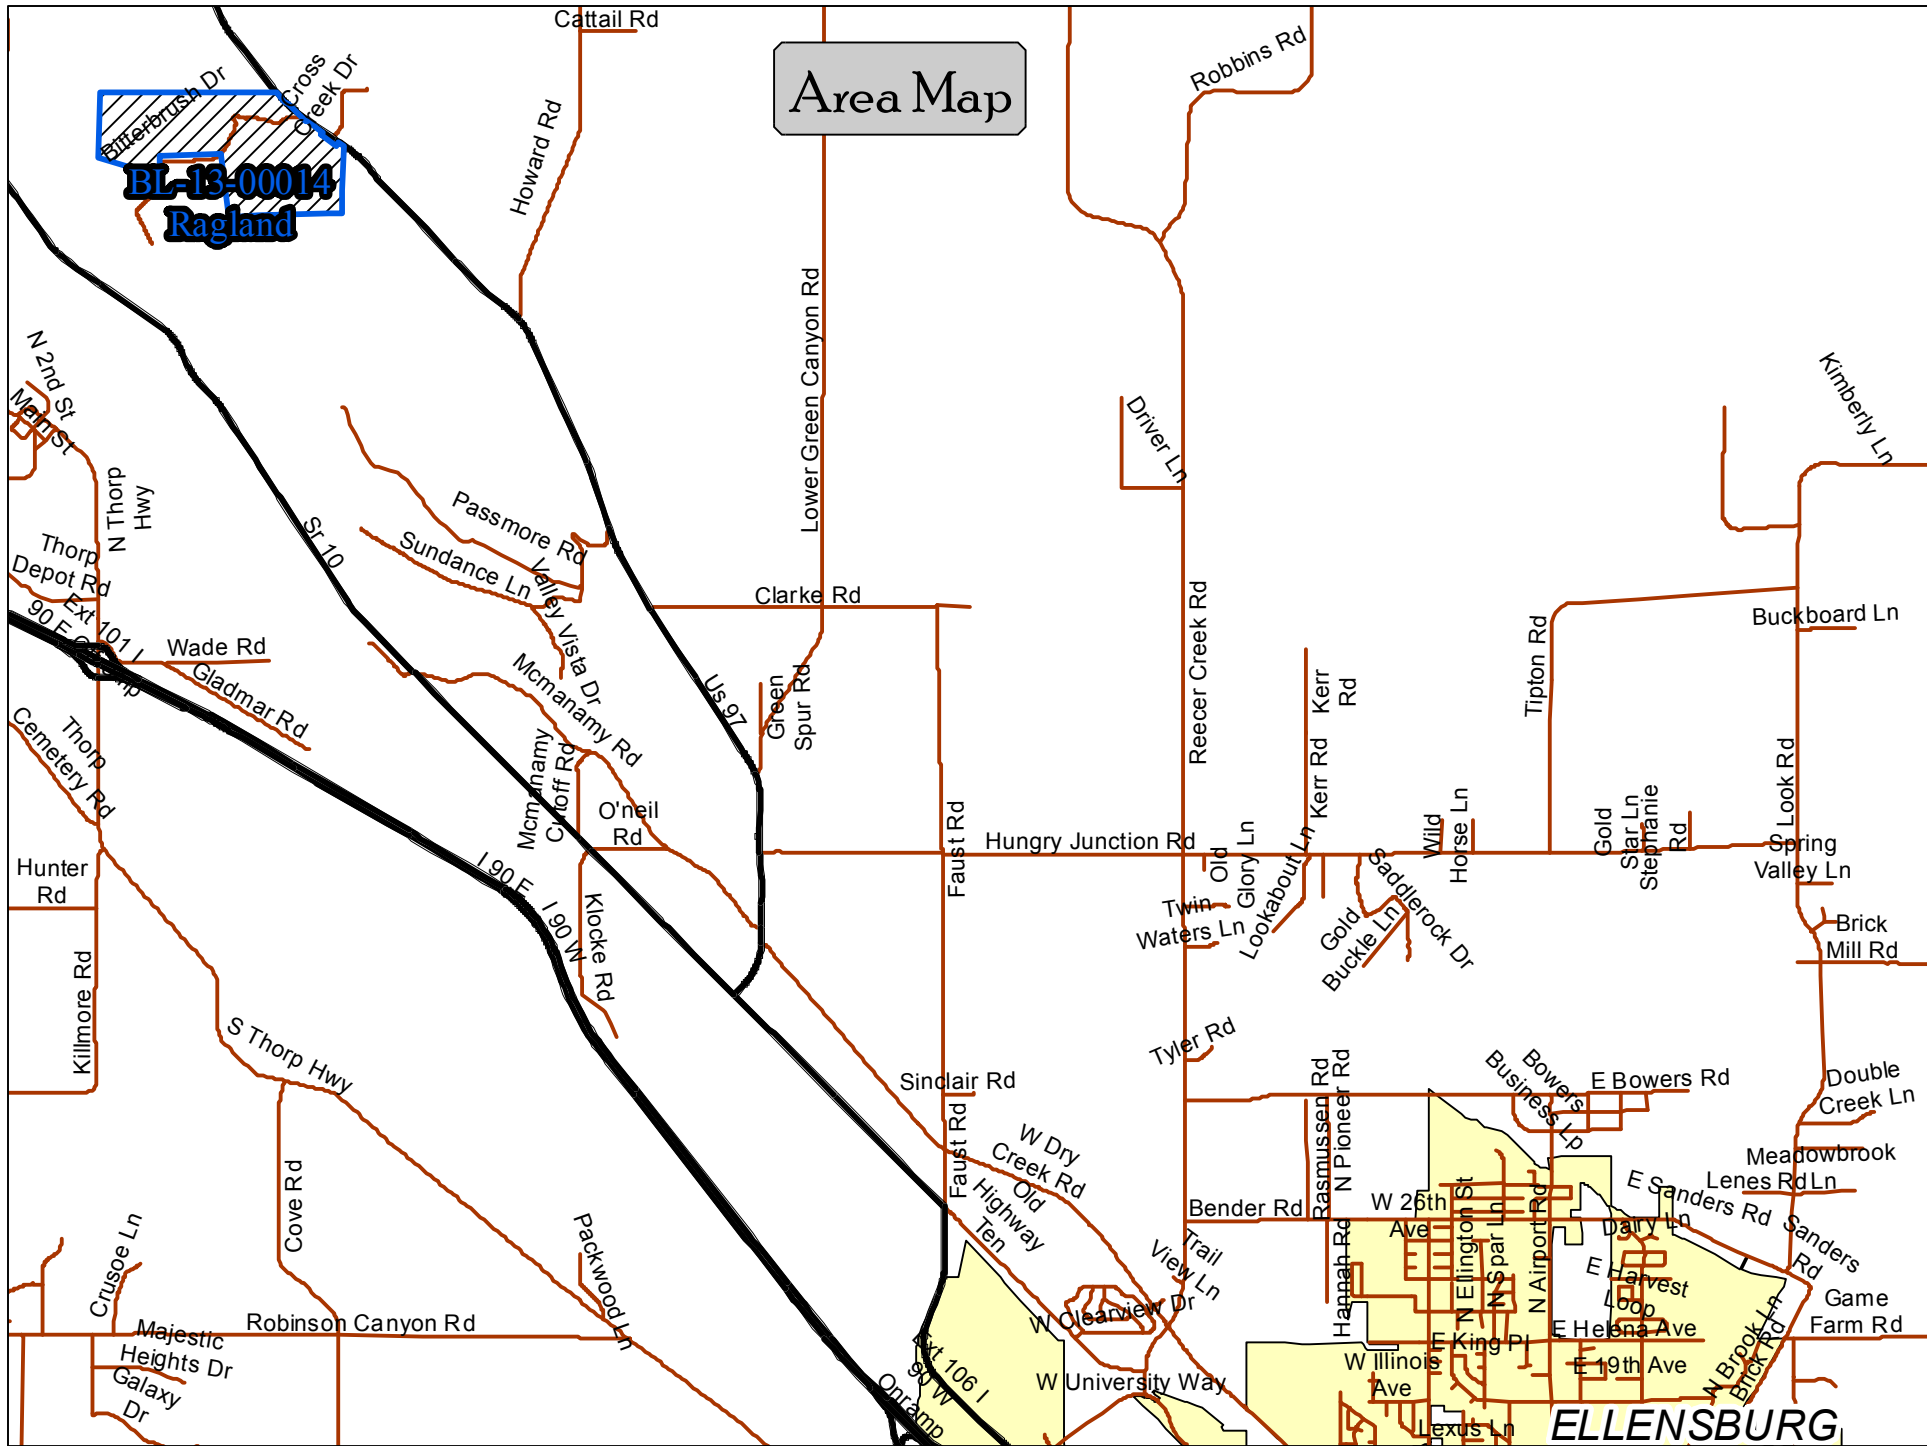 Cattail Rd
Area Map
Robbins Rd
Bitterbrush Dr
Cross
Creek Dr
Howard Rd
BL-13-00014
Ragland
Lower Green Canyon Rd
N 2nd St
Main St
N Thorp
Hwy
Driver Ln
Kimberly Ln
Sr 10
Passmore Rd
Sundance Ln
Valley Vista Dr
Thorp
Depot Rd
Ext 101 I
Wade Rd
Gladmar Rd
Clarke Rd
Reecer Creek Rd
Buckboard Ln
Tipton Rd
Kerr
Rd
Kerr Rd
Us 97
Green
Spur Rd
Mcmanamy Rd
Mcmanamy
Cutoff Rd
O'neil
Rd
Thorp
Cemetery Rd
Look Rd
Hungry Junction Rd
Faust Rd
Old
Glory Ln
Lookabout Ln
Wild
Horse Ln
Gold
Star Ln
Stephanie
Rd
Spring
Valley Ln
Hunter
Rd
I 90 E
I 90 W
Klocke Rd
Twin
Waters Ln
Gold
Buckle Ln
Saddlerock Dr
Brick
Mill Rd
Killmore Rd
S Thorp Hwy
Tyler Rd
Sinclair Rd
Rasmussen Rd
N Pioneer Rd
Bowers
Business Lp
E Bowers Rd
Double
Creek Ln
Cove Rd
Faust Rd
W Dry
Creek Rd
Old
Highway
Ten
Meadowbrook
Ln
Lenes Rd
E Sanders Rd
Sanders
Rd
Bender Rd
W 26th
Ave
Dairy Ln
Trail
View Ln
Hannah Rd
N Ellington St
N Spar Ln
N Airport Rd
E Harvest
Loop
Crusoe Ln
Packwood Ln
Robinson Canyon Rd
Majestic
Heights Dr
Galaxy
Dr
W Clearview Dr
Game
Farm Rd
E King Pl
E Helena Ave
E 19th Ave
W Illinois
Ave
N Brook Ln
Brick Rd
Ext 106 I
90 W
Onramp
W University Way
Lexus Ln
ELLENSBURG